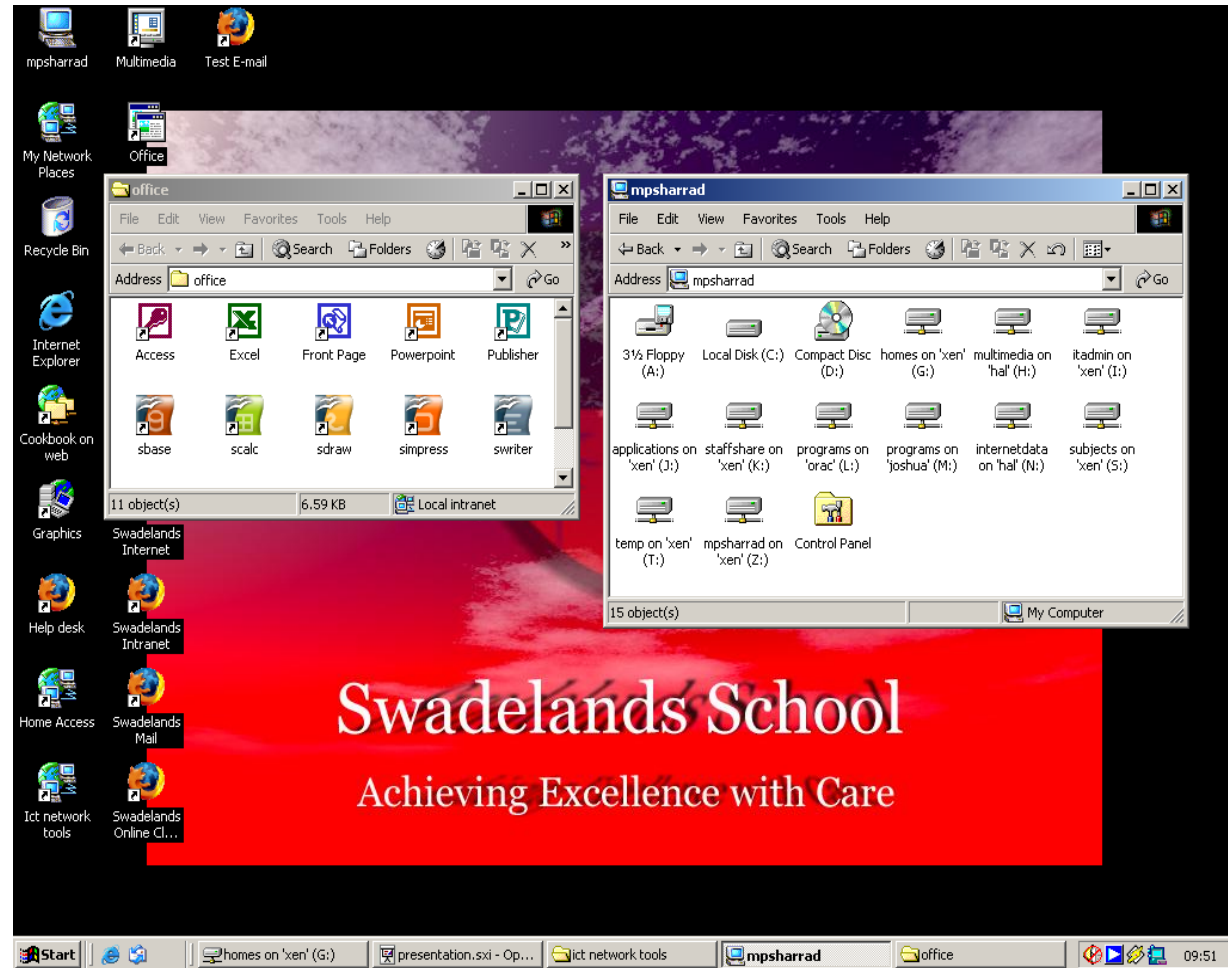 mpsharrad
Multimedia
Test E-mail
My Network
Places
Office
Recycle Bin
Internet
Explorer
Cookbook on
web
Graphics
Swadelands
Internet
Help desk
Swadelands
Intranet
Home Access
Swadelands
Mail
Ict network
tools
Swadelands
Online Cl...
office
File Edit View Favorites Tools Help
Back Search Folders »
Address office Go
Access Excel Front Page Powerpoint Publisher
sbase scalc sdraw simpress swriter
11 object(s) 6.59 KB Local intranet
mpsharrad
File Edit View Favorites Tools Help
Back Search Folders
Address mpsharrad Go
3½ Floppy
(A:)
Local Disk (C:)
Compact Disc
(D:)
homes on 'xen'
(G:)
multimedia on
'hal' (H:)
itadmin on
'xen' (I:)
applications on
'xen' (J:)
staffshare on
'xen' (K:)
programs on
'orac' (L:)
programs on
'joshua' (M:)
internetdata
on 'hal' (N:)
subjects on
'xen' (S:)
temp on 'xen'
(T:)
mpsharrad on
'xen' (Z:)
Control Panel
15 object(s) My Computer
Swadelands School
Achieving Excellence with Care
Start homes on 'xen' (G:) presentation.sxi - Op... ict network tools mpsharrad office 09:51